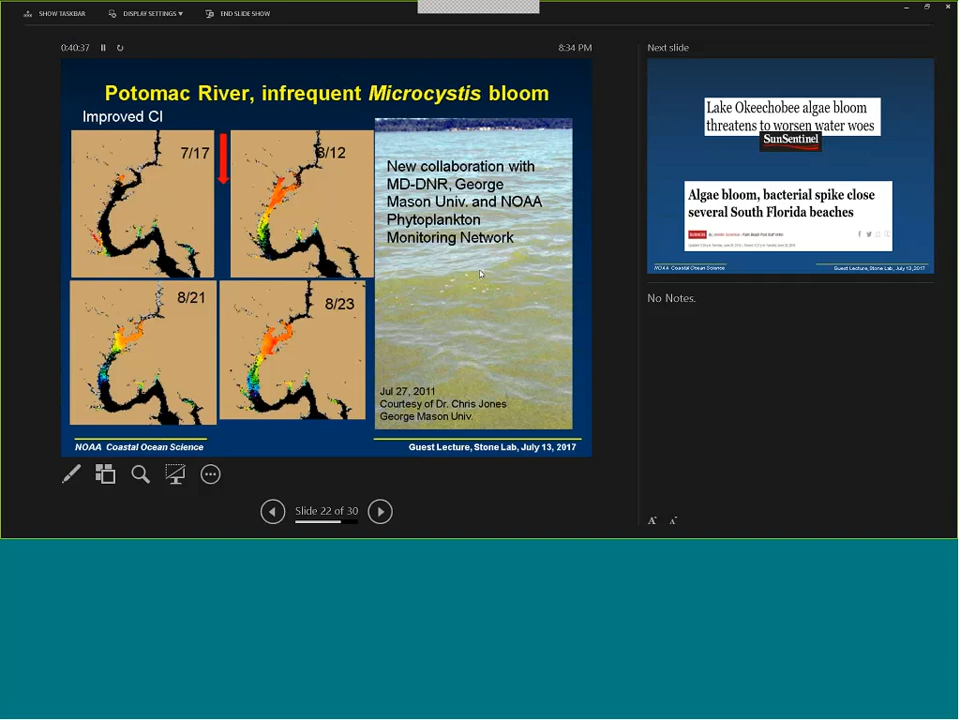 SHOW TASKBAR
DISPLAY SETTINGS
END SLIDE SHOW
0:40:37
8:34 PM
Potomac River, infrequent Microcystis bloom
Improved CI
7/17
8/12
8/21
8/23
New collaboration with
MD-DNR, George
Mason Univ. and NOAA
Phytoplankton
Monitoring Network
Jul 27, 2011
Courtesy of Dr. Chris Jones
George Mason Univ.
NOAA Coastal Ocean Science
Guest Lecture, Stone Lab, July 13, 2017
Slide 22 of 30
Next slide
Lake Okeechobee algae bloom
threatens to worsen water woes
SunSentinel
Algae bloom, bacterial spike close
several South Florida beaches
NOAA Coastal Ocean Science
Guest Lecture, Stone Lab, July 13, 2017
No Notes.
A
A